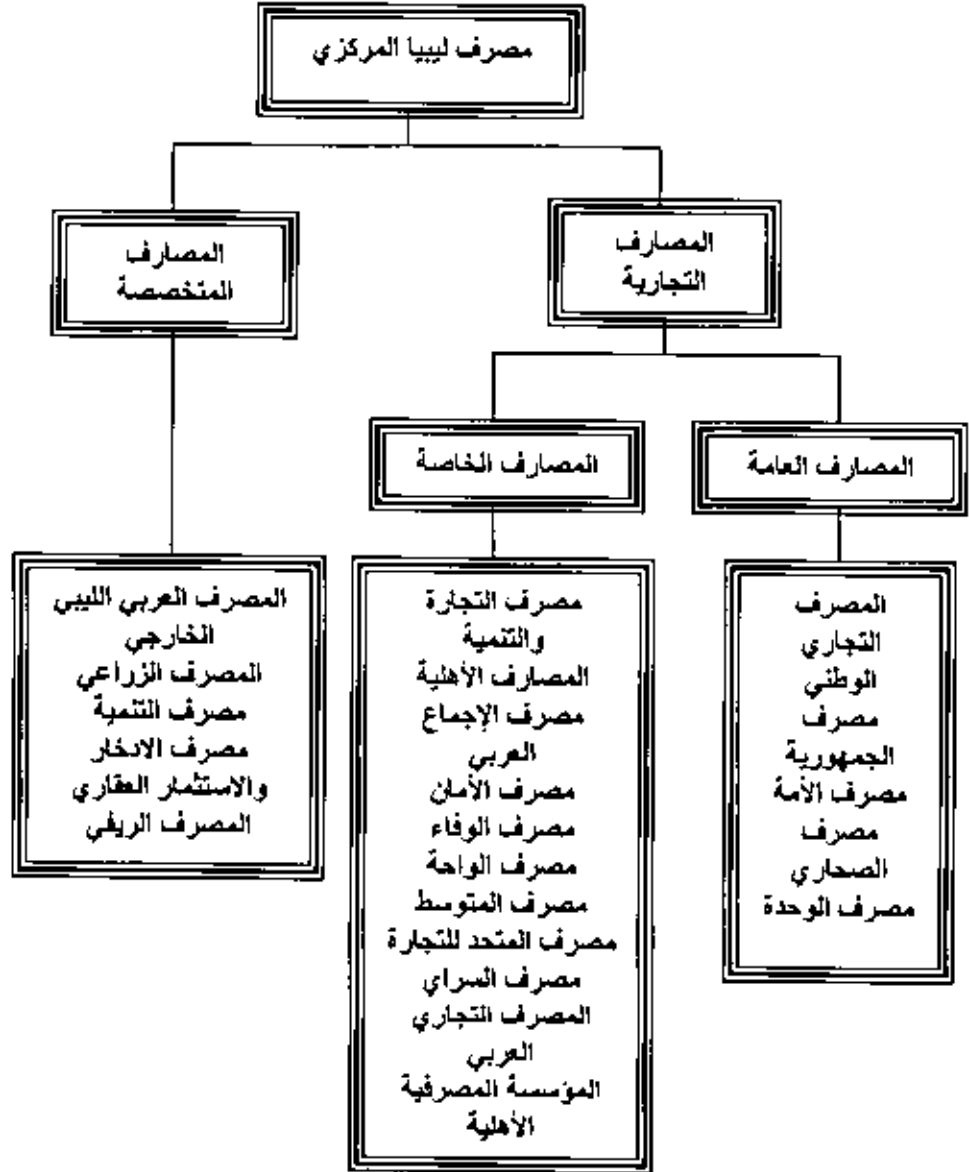 مصرف ليبيا المركزي
المصارف
التجارية
المصارف
المتخصصة
المصارف العامة
المصارف الخاصة
المصرف
التجاري
الوطني
مصرف
الجمهورية
مصرف الأمة
مصرف
الصحاري
مصرف الوحدة
مصرف التجارة
والتنمية
المصارف الأهلية
مصرف الإجماع
العربي
مصرف الأمان
مصرف الوفاء
مصرف الواحة
مصرف المتوسط
مصرف المتحد للتجارة
مصرف السراي
المصرف التجاري
العربي
المؤسسة المصرفية
الأهلية
المصرف العربي الليبي
الخارجي
المصرف الزراعي
مصرف التنمية
مصرف الادخار
والاستثمار العقاري
المصرف الريفي